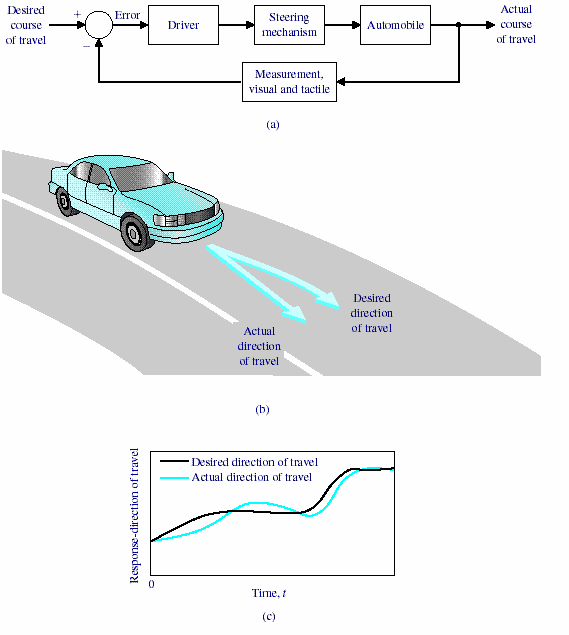 Desired
course
of travel
+
−
Error
Driver
Steering
mechanism
Automobile
Actual
course
of travel
Measurement,
visual and tactile
(a)
Desired
direction
of travel
Actual
direction
of travel
(b)
Response-direction of travel
Desired direction of travel
Actual direction of travel
0
Time, t
(c)